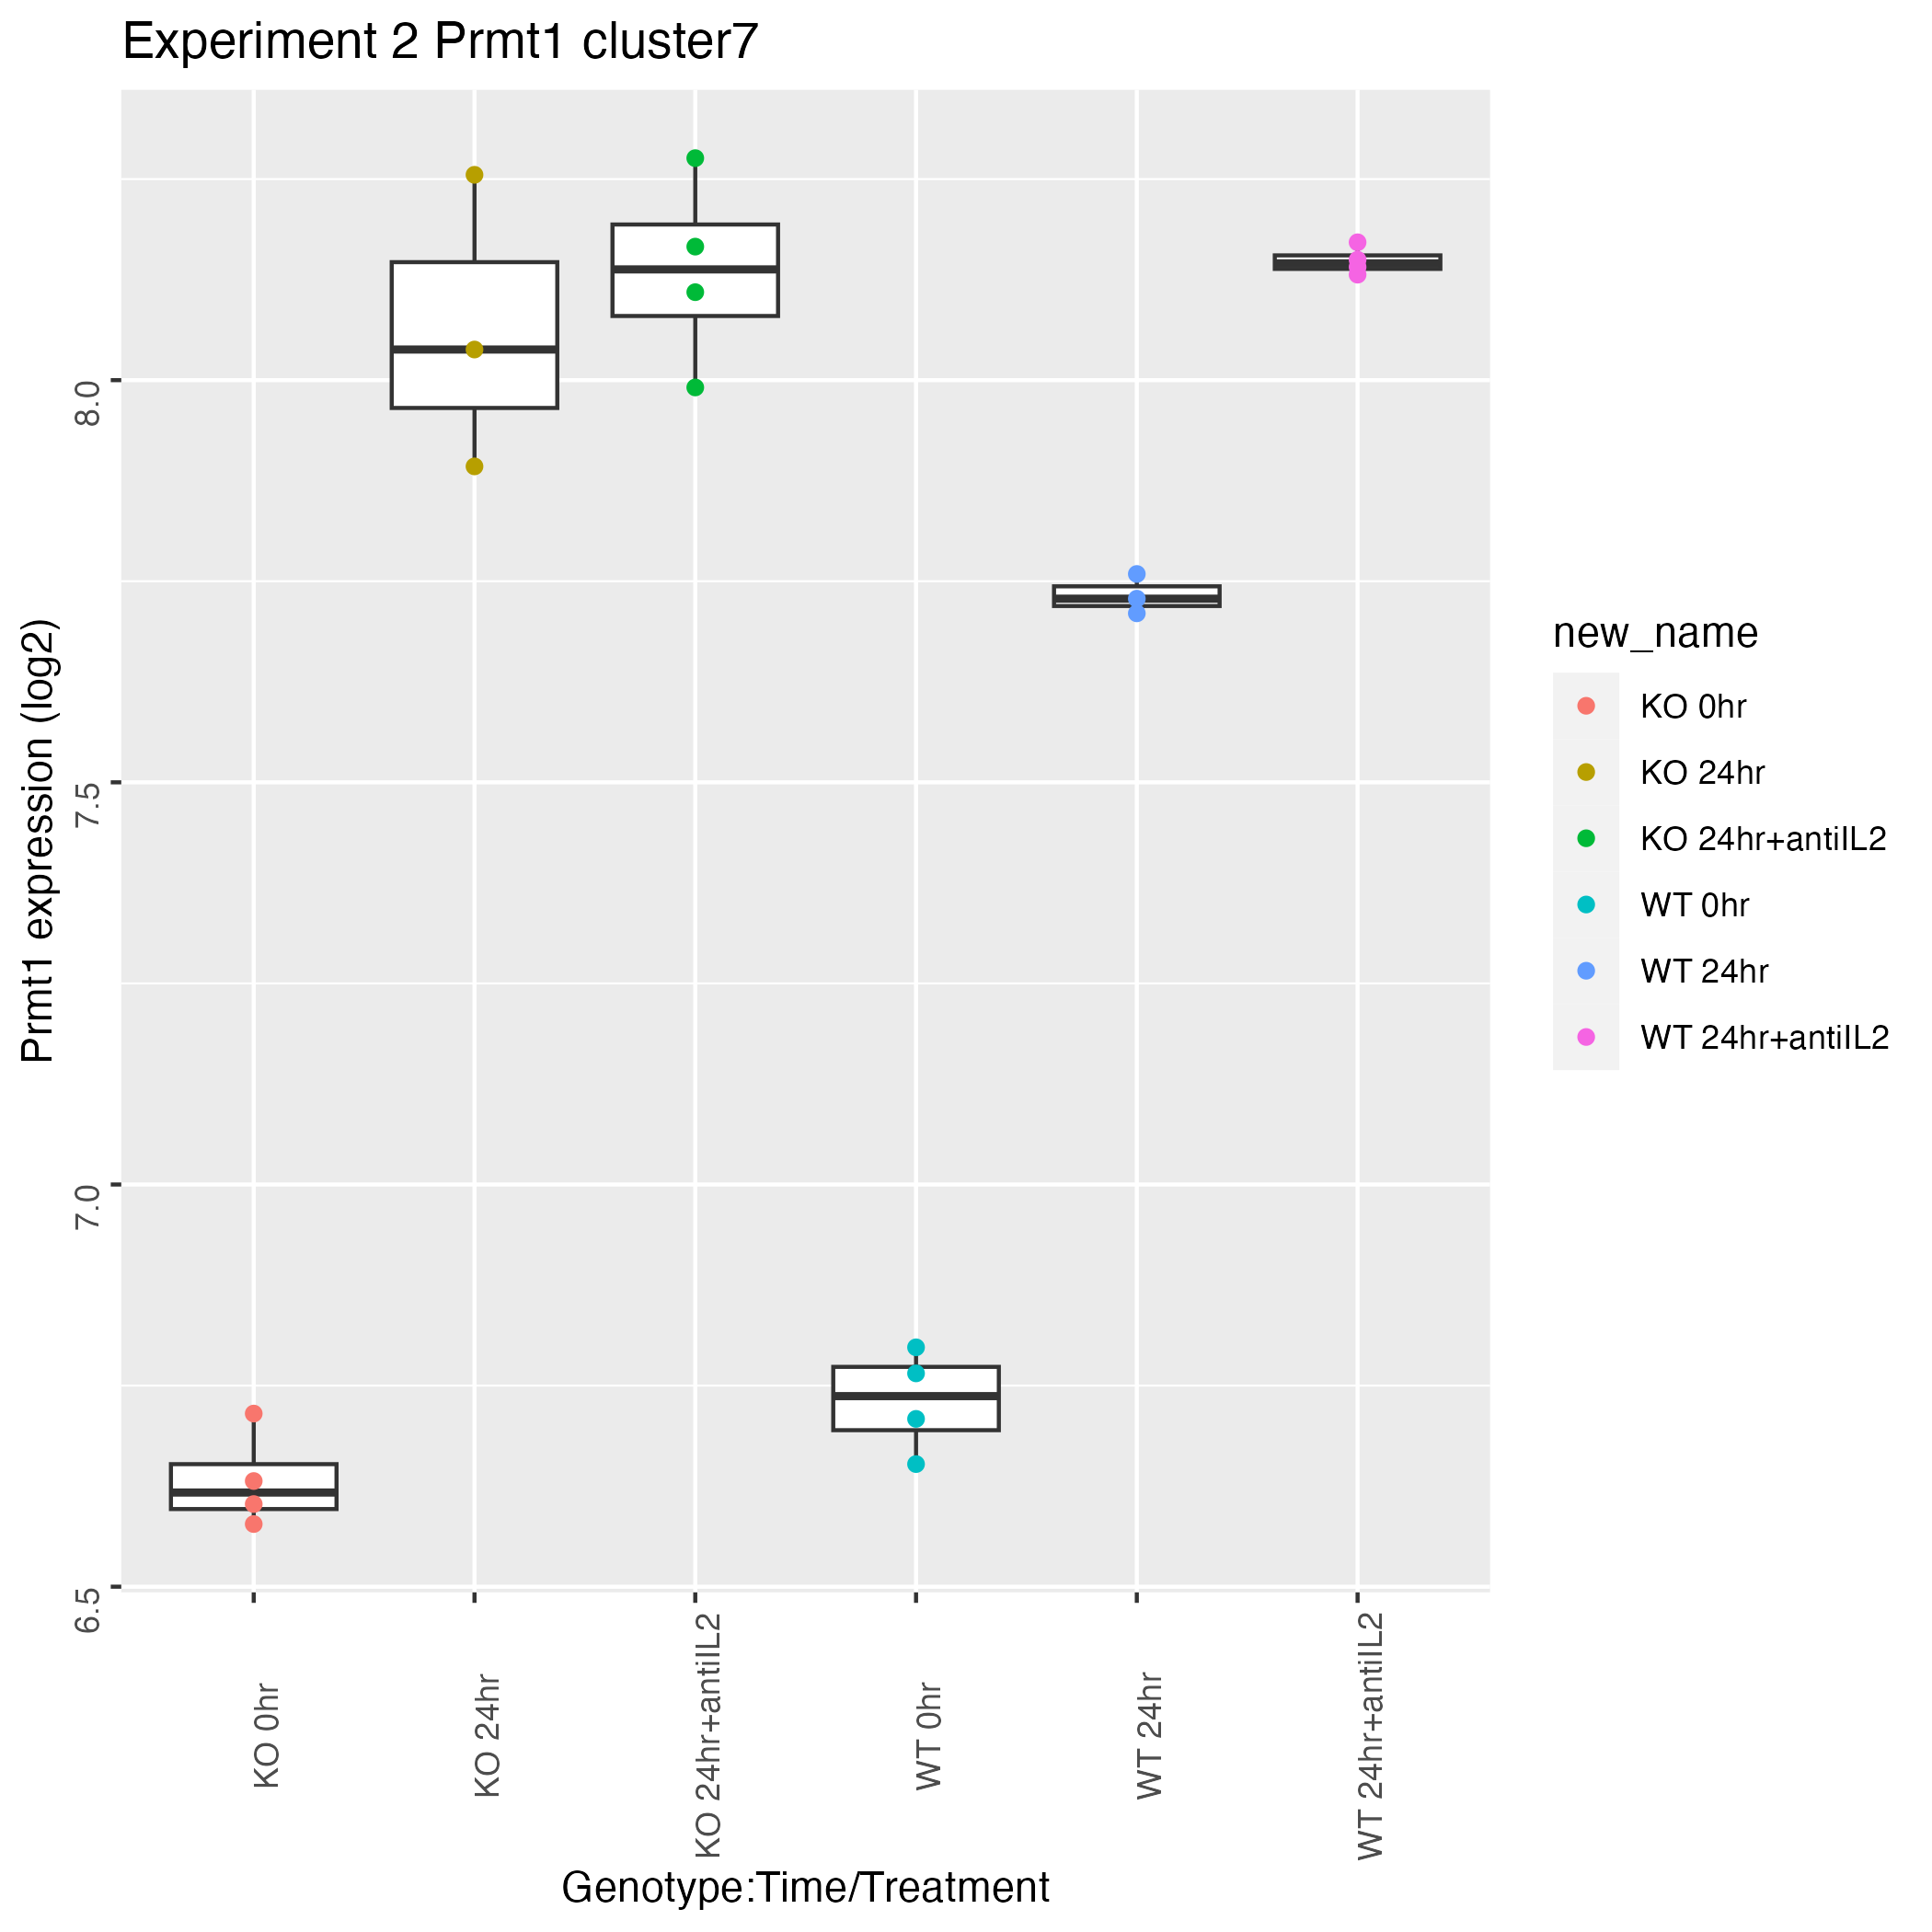 Experiment 2 Prmt1 cluster7
Prmt1 expression (log2)
8.0
7.5
7.0
6.5
KO 0hr
KO 24hr
KO 24hr+antiIL2
WT 0hr
WT 24hr
WT 24hr+antiIL2
Genotype:Time/Treatment
new_name
KO 0hr
KO 24hr
KO 24hr+antiIL2
WT 0hr
WT 24hr
WT 24hr+antiIL2